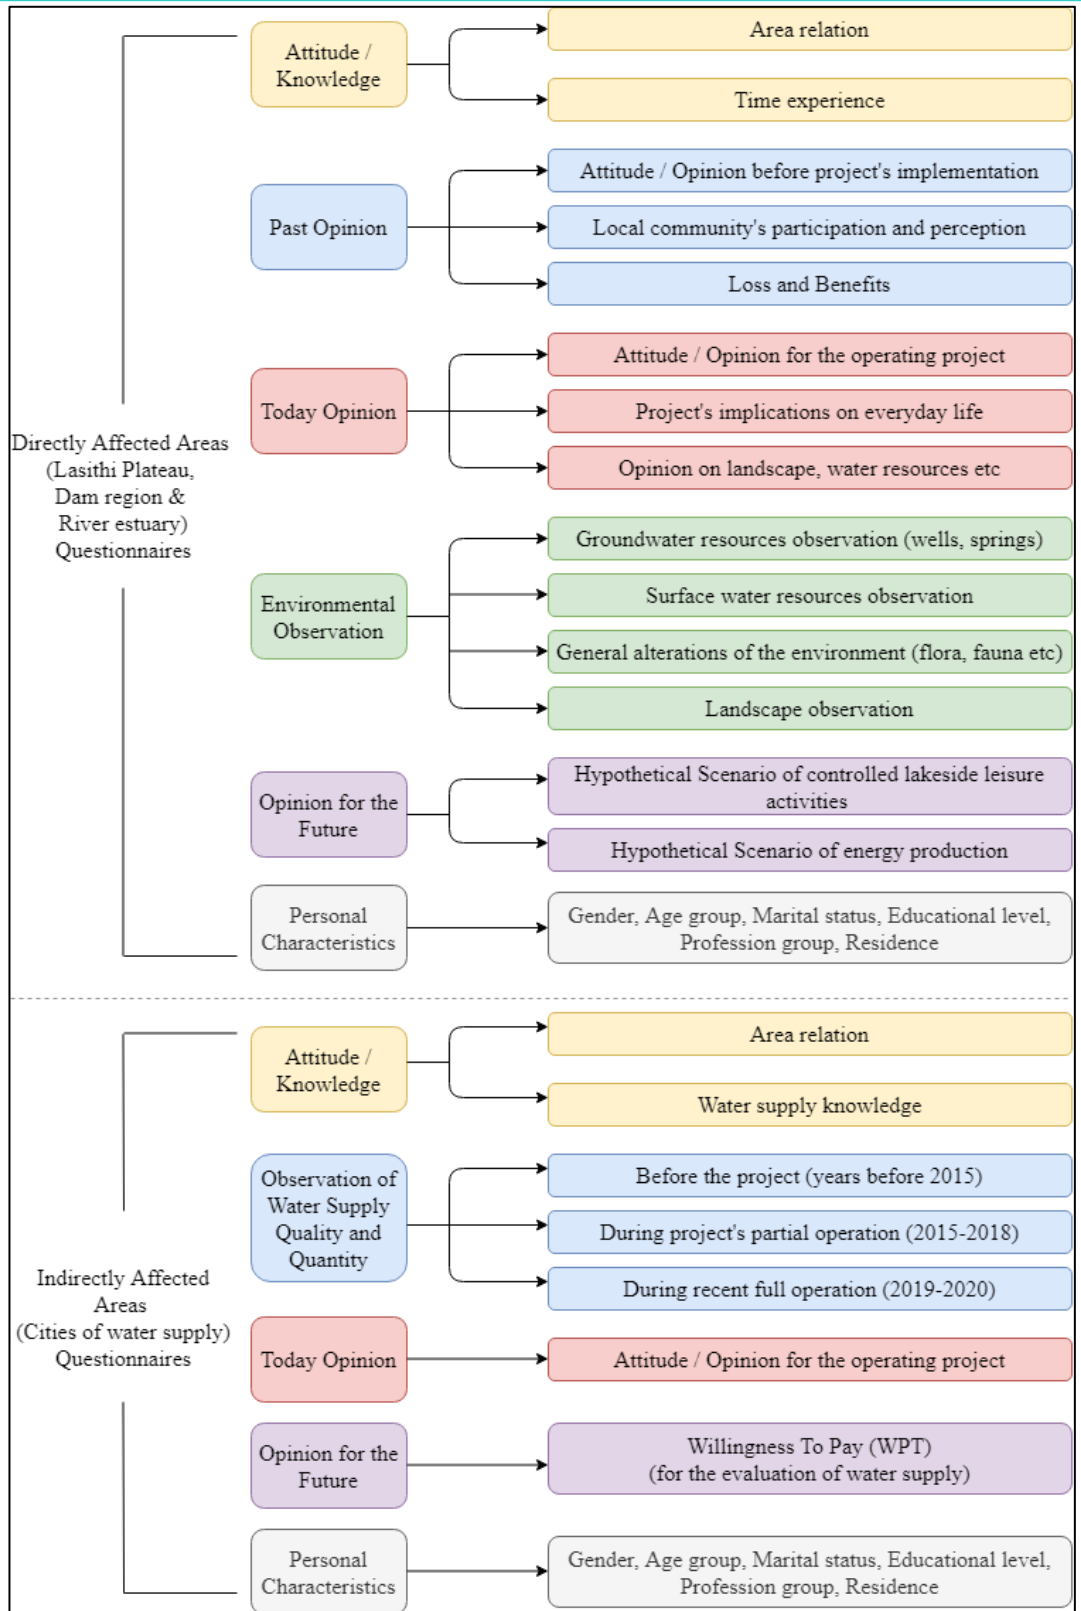 Directly Affected Areas
(Lasithi Plateau,
Dam region &
River estuary)
Questionnaires
Attitude /
Knowledge
Area relation
Time experience
Past Opinion
Attitude / Opinion before project's implementation
Local community's participation and perception
Loss and Benefits
Today Opinion
Attitude / Opinion for the operating project
Project's implications on everyday life
Opinion on landscape, water resources etc
Environmental
Observation
Groundwater resources observation (wells, springs)
Surface water resources observation
General alterations of the environment (flora, fauna etc)
Landscape observation
Opinion for the
Future
Hypothetical Scenario of controlled lakeside leisure
activities
Hypothetical Scenario of energy production
Personal
Characteristics
Gender, Age group, Marital status, Educational level,
Profession group, Residence
Indirectly Affected
Areas
(Cities of water supply)
Questionnaires
Attitude /
Knowledge
Area relation
Water supply knowledge
Observation of
Water Supply
Quality and
Quantity
Before the project (years before 2015)
During project's partial operation (2015-2018)
During recent full operation (2019-2020)
Today Opinion
Attitude / Opinion for the operating project
Opinion for the
Future
Willingness To Pay (WPT)
(for the evaluation of water supply)
Personal
Characteristics
Gender, Age group, Marital status, Educational level,
Profession group, Residence